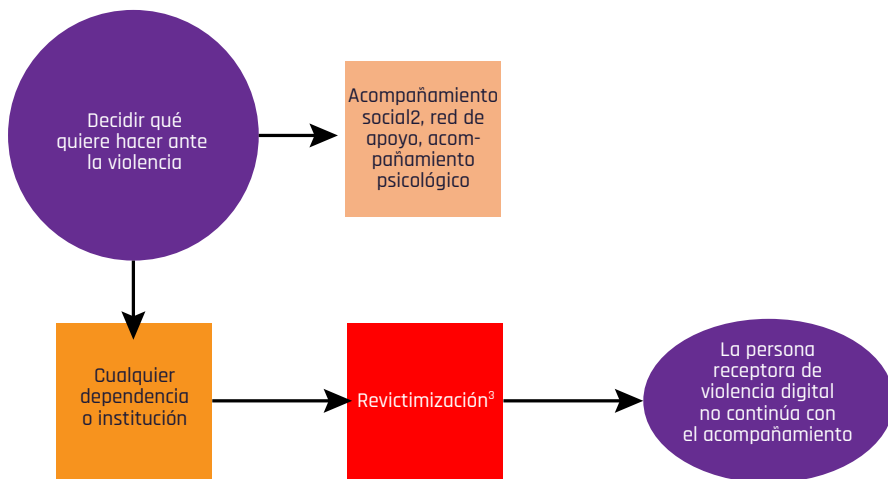 Decidir qué
quiere hacer ante
la violencia
Acompañamiento
social2, red de
apoyo, acom-
pañamiento
psicológico
Cualquier
dependencia
o institución
Revictimización³
La persona
receptora de
violencia digital
no continúa con
el acompañamiento